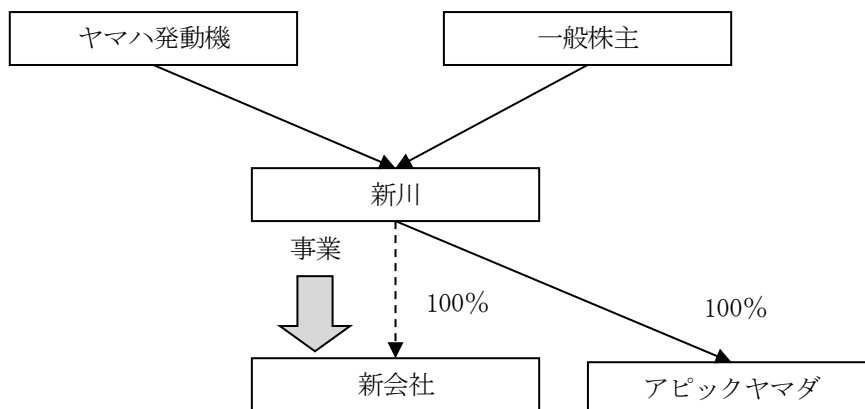 ヤマハ発動機
一般株主
新川
事業
100%
100%
新会社
アピックヤマダ